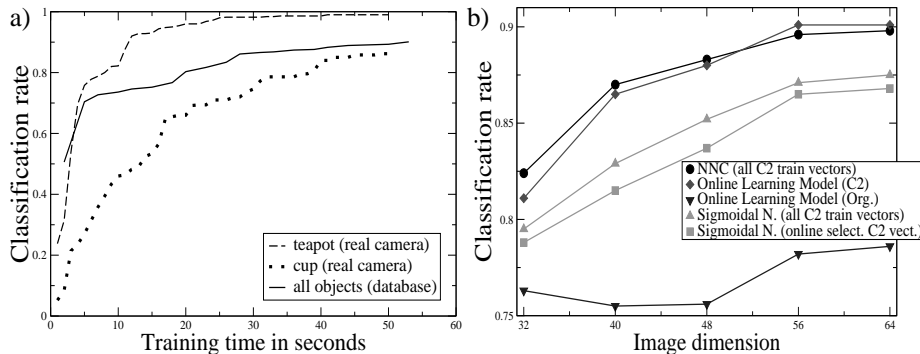 a)
Classification rate
1
0.8
0.6
0.4
0.2
0
0
10
20
30
40
50
60
Training time in seconds
teapot (real camera)
cup (real camera)
all objects (database)
b)
Classification rate
0.9
0.85
0.8
0.75
32
40
48
56
64
Image dimension
NNC (all C2 train vectors)
Online Learning Model (C2)
Online Learning Model (Org.)
Sigmoidal N. (all C2 train vectors)
Sigmoidal N. (online select. C2 vect.)